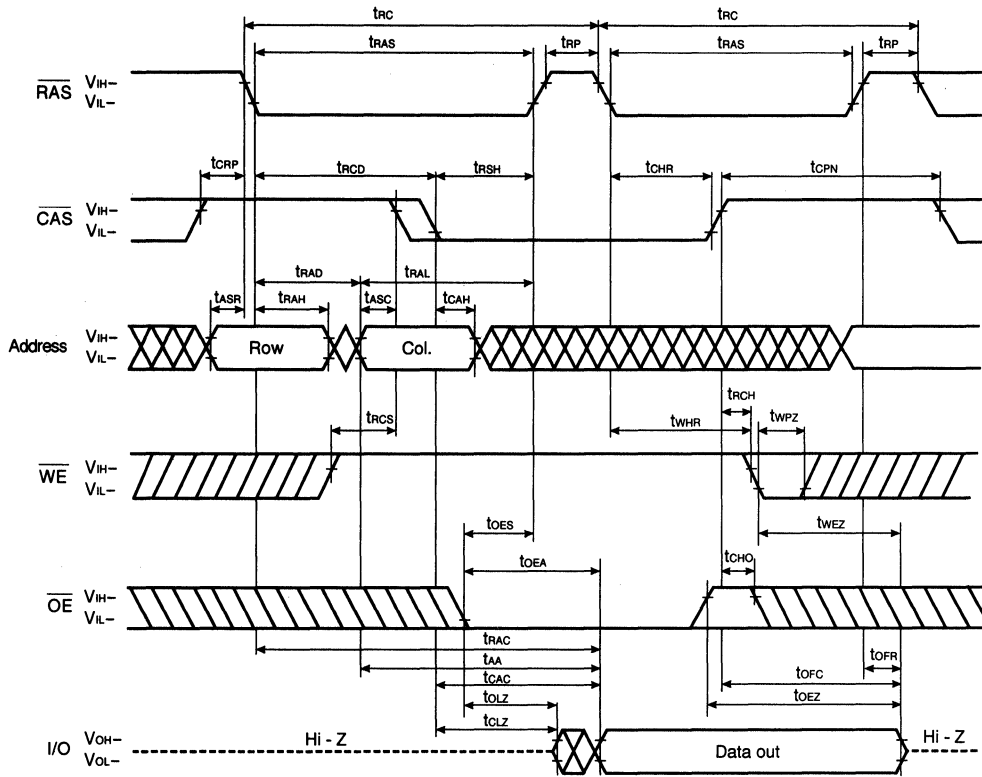 tRC tRC
tRAS tRP tRAS tRP
RAS VIH–
VIL–
tCRP tRCD tRSH tCHR tCPN
CAS VIH–
VIL–
tRAD tRAL
tASR tRAH tASC tCAH
Address VIH–
VIL–
Row Col.
tRCH
tRCS tWHR tWPZ
WE VIH–
VIL–
tOES tWEZ
tOEA tCHO
OE VIH–
VIL–
tRAC
tAA tOFR
tCAC tOFC
tOLZ tOEZ
tCLZ
I/O VOH–
VOL–
Hi - Z Data out Hi - Z